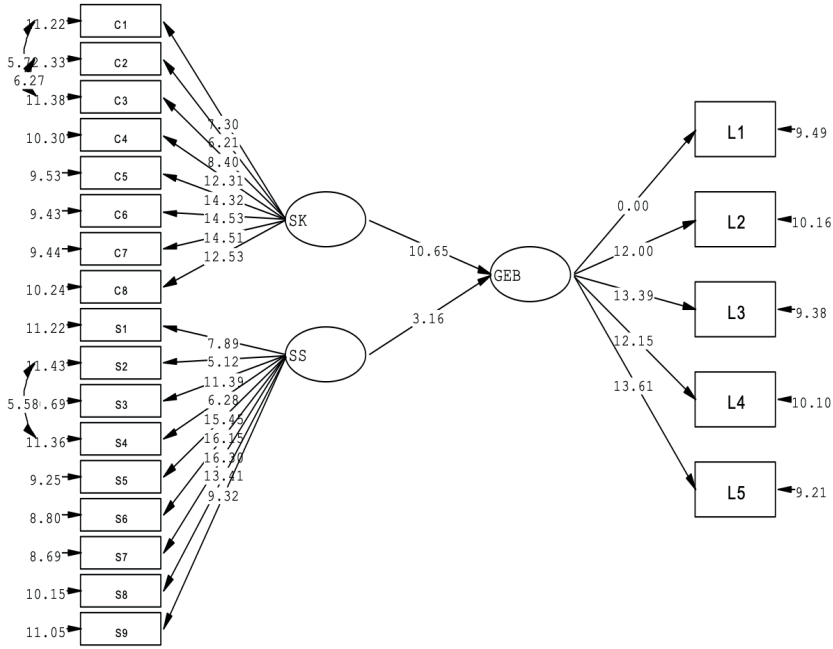 11.22 C1
5.72 2.33 C2
6.27
11.38 C3
10.30 C4
9.53 C5
9.43 C6
9.44 C7
10.24 C8
11.22 S1
11.43 S2
5.58 .69 S3
11.36 S4
9.25 S5
8.80 S6
8.69 S7
10.15 S8
11.05 S9
7.30
6.21
8.40
12.31
14.32
14.53
14.51
12.53
SK
7.89
5.12
11.39
6.28
15.45
16.15
16.30
13.41
9.32
SS
10.65
3.16
GEB
0.00
12.00
13.39
12.15
13.61
L1 9.49
L2 10.16
L3 9.38
L4 10.10
L5 9.21